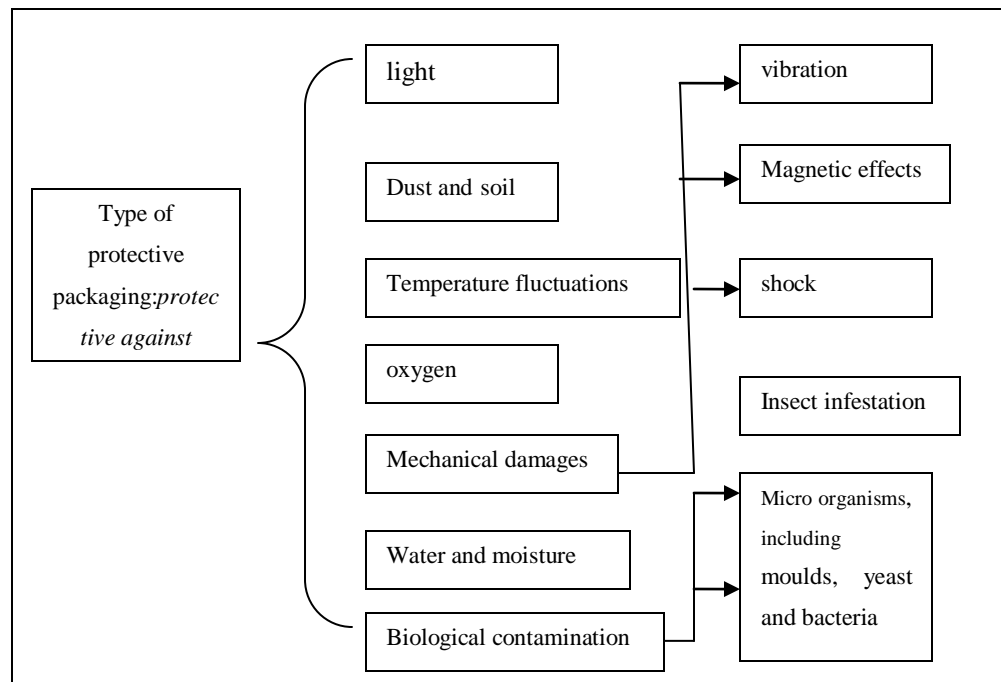 Type of
protective
packaging:protec
tive against
light
Dust and soil
Temperature fluctuations
oxygen
Mechanical damages
Water and moisture
Biological contamination
vibration
Magnetic effects
shock
Insect infestation
Micro organisms,
including
moulds, yeast
and bacteria